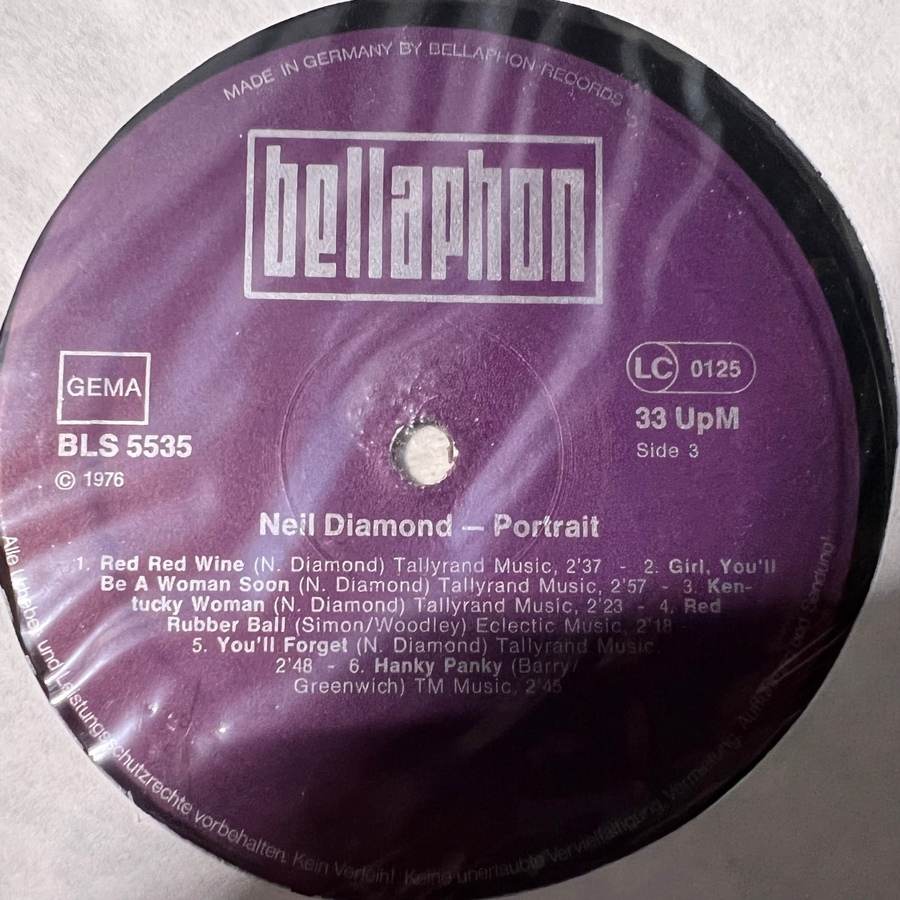 MADE IN GERMANY BY BELLAPHON-RECORDS
bellaphon
GEMA
LC 0125
BLS 5535
33 UpM
© 1976
Side 3
Neil Diamond – Portrait
1. Red Red Wine (N. Diamond) Tallyrand Music, 2'37 - 2. Girl, You'll
Be A Woman Soon (N. Diamond) Tallyrand Music, 2'57 - 3. Ken-
tucky Woman (N. Diamond) Tallyrand Music, 2'23 - 4. Red
Rubber Ball (Simon/Woodley) Eclectic Music, 2'18 -
5. You'll Forget (N. Diamond) Tallyrand Music,
2'48 - 6. Hanky Panky (Barry/
Greenwich) TM Music, 2'45
Alle Urheber und Leistungsschutzrechte vorbehalten. Kein Verleih! Keine unerlaubte Vervielfältigung, Vermietung, Aufführung und Sendung!